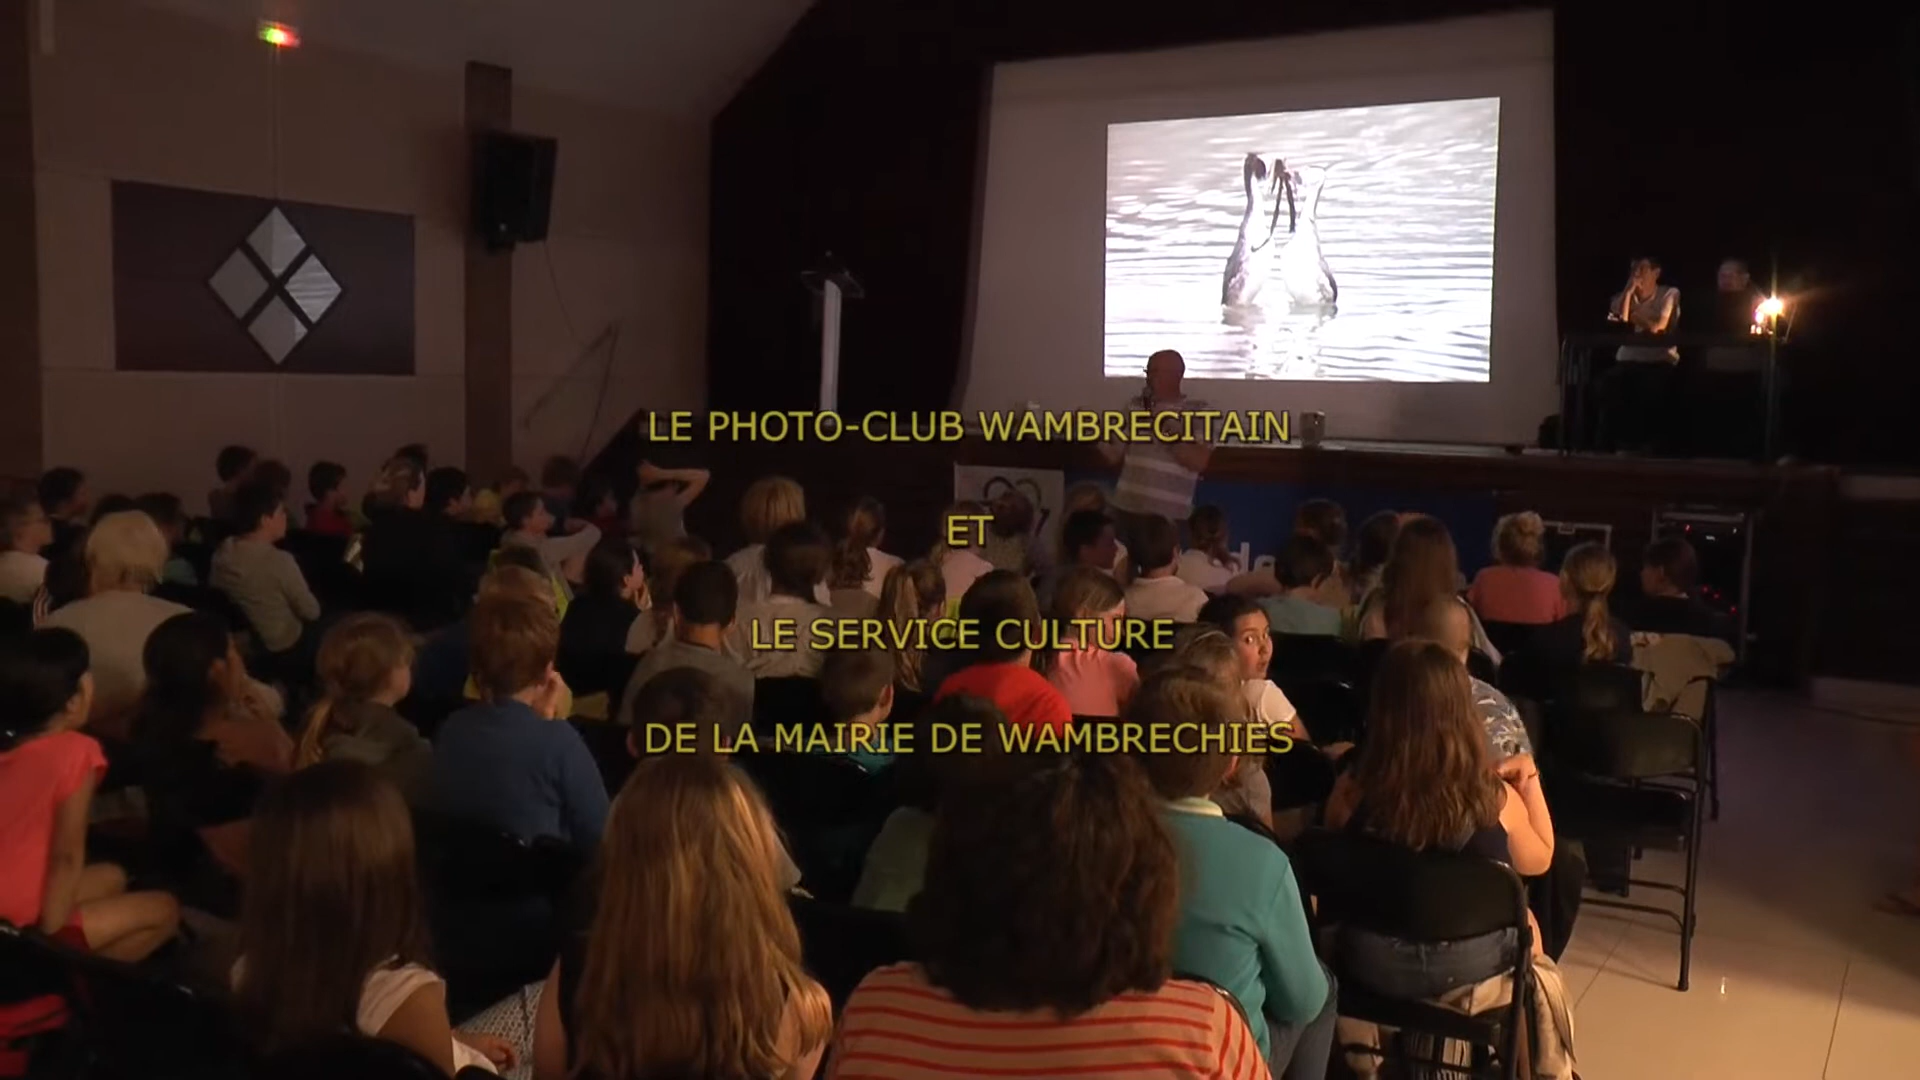 LE PHOTO-CLUB WAMBRECITAIN
ET
LE SERVICE CULTURE
DE LA MAIRIE DE WAMBRECHIES